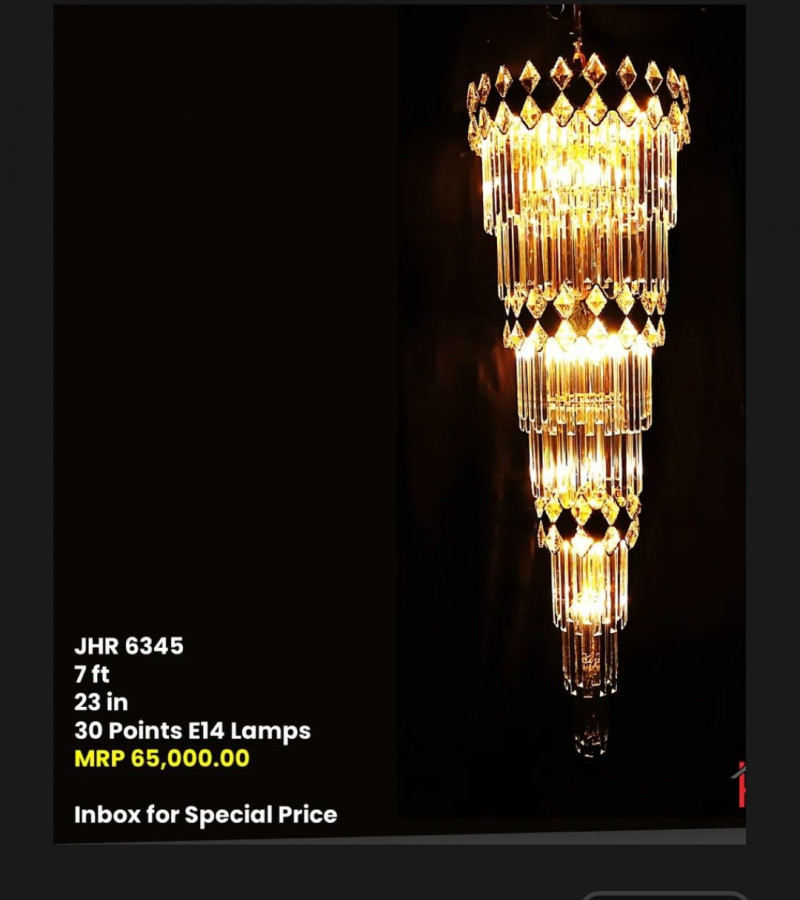 JHR 6345
7 ft
23 in
30 Points E14 Lamps
MRP 65,000.00
Inbox for Special Price